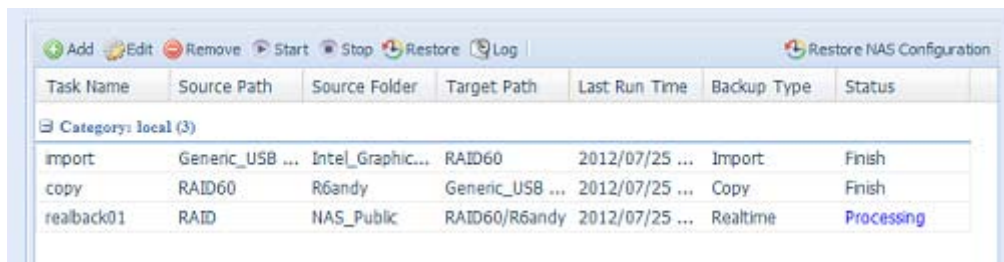 Add Edit Remove Start Stop Restore Log Restore NAS Configuration
Task Name Source Path Source Folder Target Path Last Run Time Backup Type Status
Category: local (3)
import Generic_USB ... Intel_Graphic... RAID60 2012/07/25 ... Import Finish
copy RAID60 R6andy Generic_USB ... 2012/07/25 ... Copy Finish
realback01 RAID NAS_Public RAID60/R6andy 2012/07/25 ... Realtime Processing